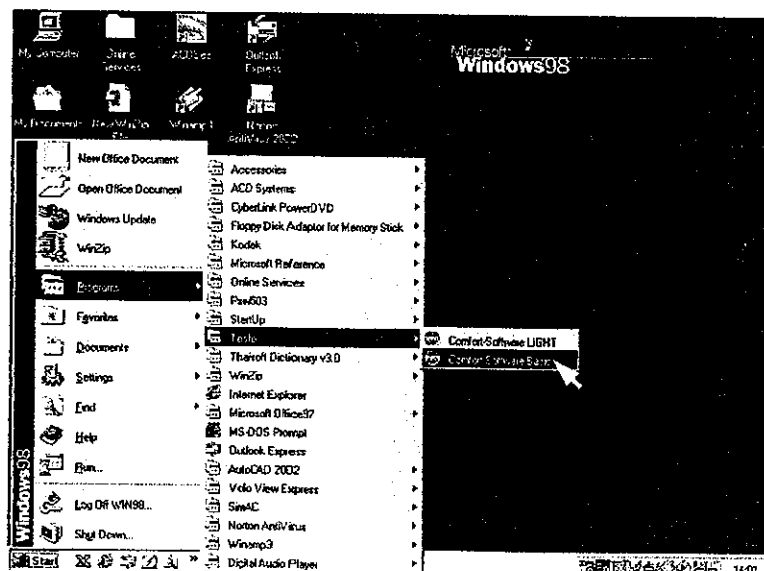 My Computer
Online Services
ACDSee
Outlook Express
My Documents
Winamp3
Norton AntiVirus 2002
Microsoft
Windows98
New Office Document
Open Office Document
Windows Update
WinZip
Programs
Favorites
Documents
Settings
Find
Help
Run...
Log Off WIN98...
Shut Down...
Windows98
Accessories
ACD Systems
CyberLink PowerDVD
Floppy Disk Adaptor for Memory Stick
Kodak
Microsoft Reference
Online Services
StartUp
Testo
Thaisoft Dictionary v3.0
WinZip
Internet Explorer
Microsoft Office97
MS-DOS Prompt
Outlook Express
AutoCAD 2002
Volo View Express
SimAC
Norton AntiVirus
Winamp3
Digital Audio Player
Comfort-Software LIGHT
Comfort-Software Basic
Start
»